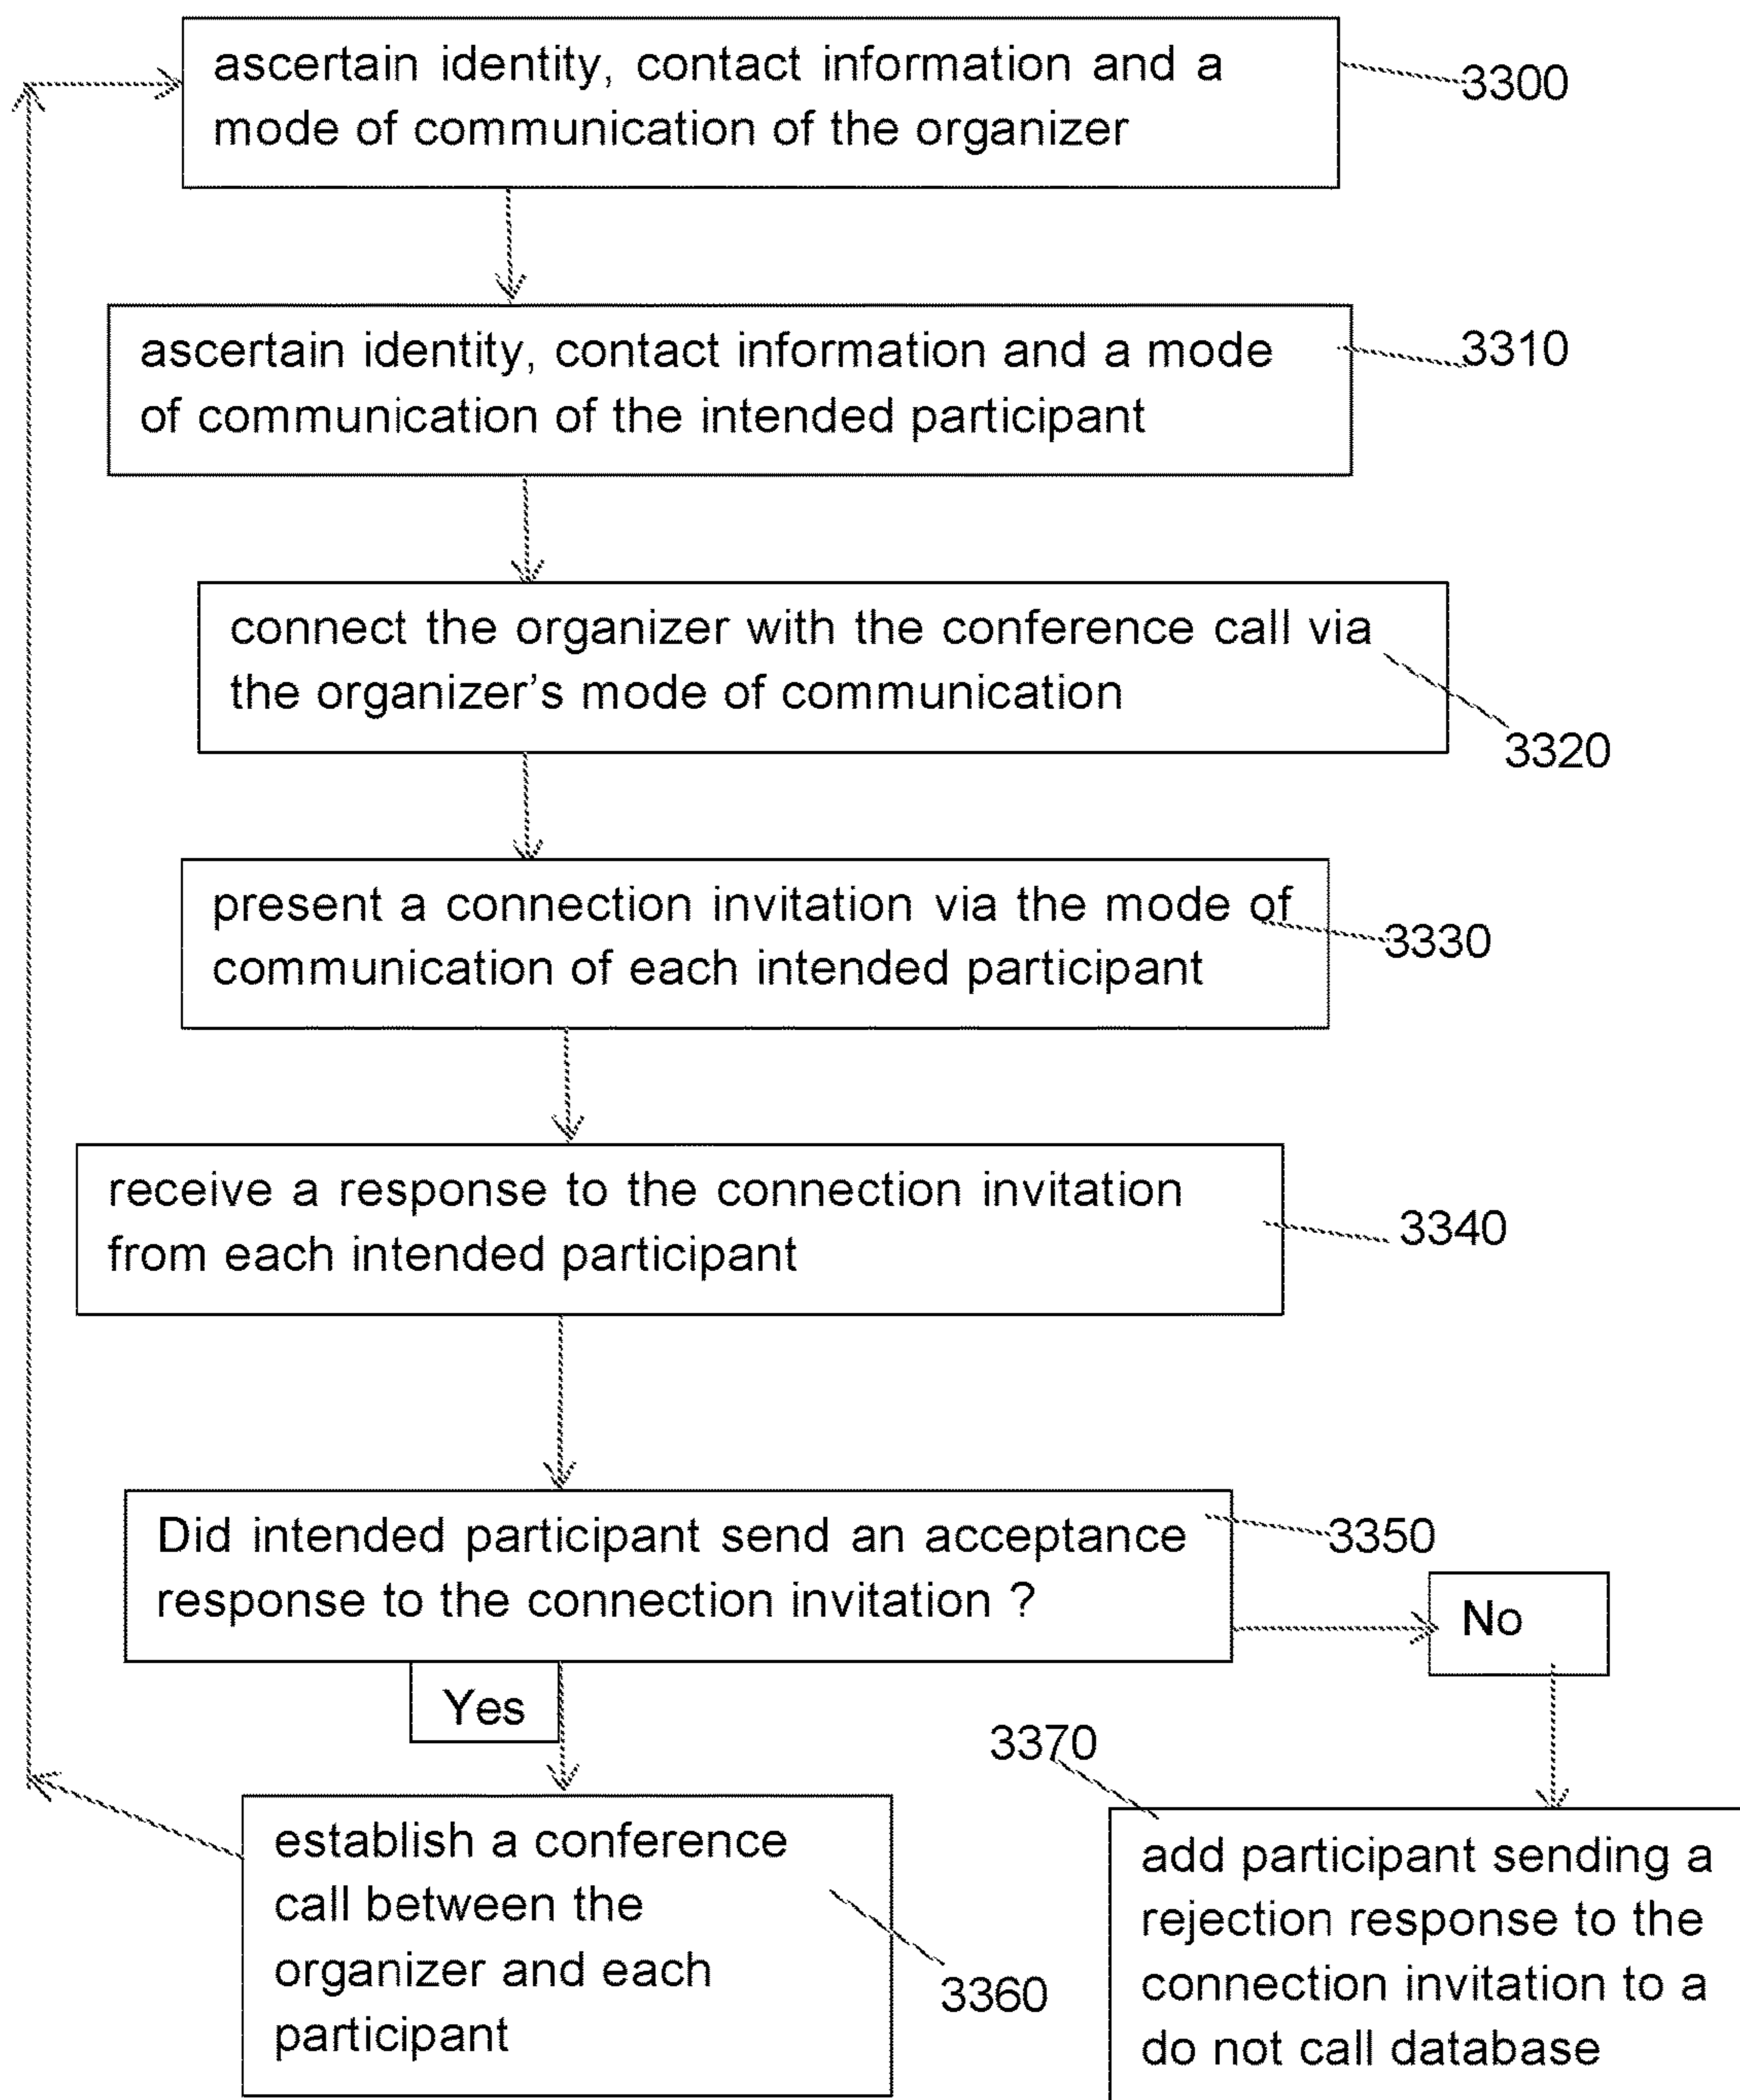 ascertain identity, contact information and a
mode of communication of the organizer
3300
ascertain identity, contact information and a mode
of communication of the intended participant
3310
connect the organizer with the conference call via
the organizer's mode of communication
3320
present a connection invitation via the mode of
communication of each intended participant
3330
receive a response to the connection invitation
from each intended participant
3340
Did intended participant send an acceptance
response to the connection invitation ?
3350
No
Yes
3370
establish a conference
call between the
organizer and each
participant
3360
add participant sending a
rejection response to the
connection invitation to a
do not call database